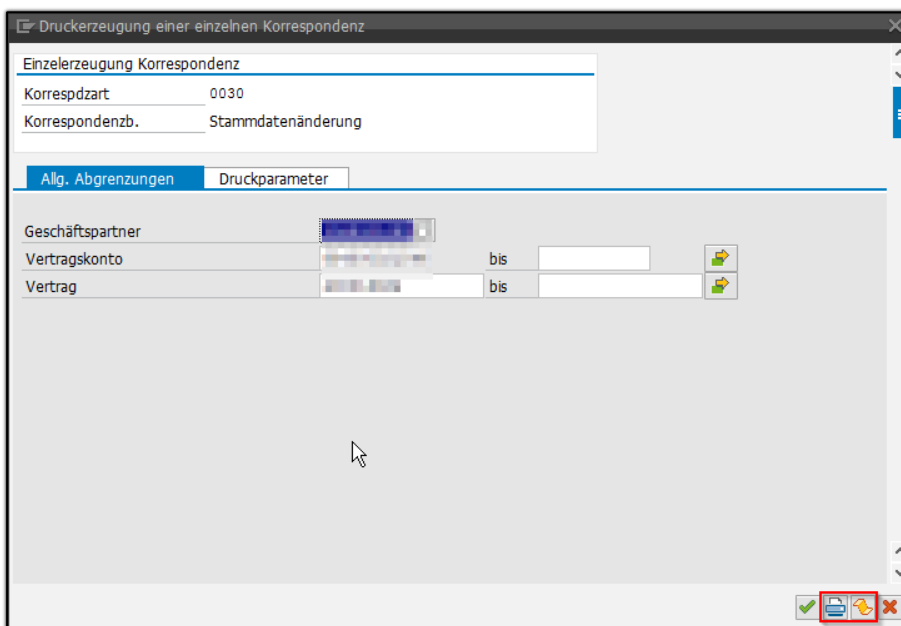 Druckerzeugung einer einzelnen Korrespondenz
Einzelerzeugung Korrespondenz
Korrespdzart 0030
Korrespondenzb. Stammdatenänderung
Allg. Abgrenzungen Druckparameter
Geschäftspartner
Vertragskonto bis
Vertrag bis